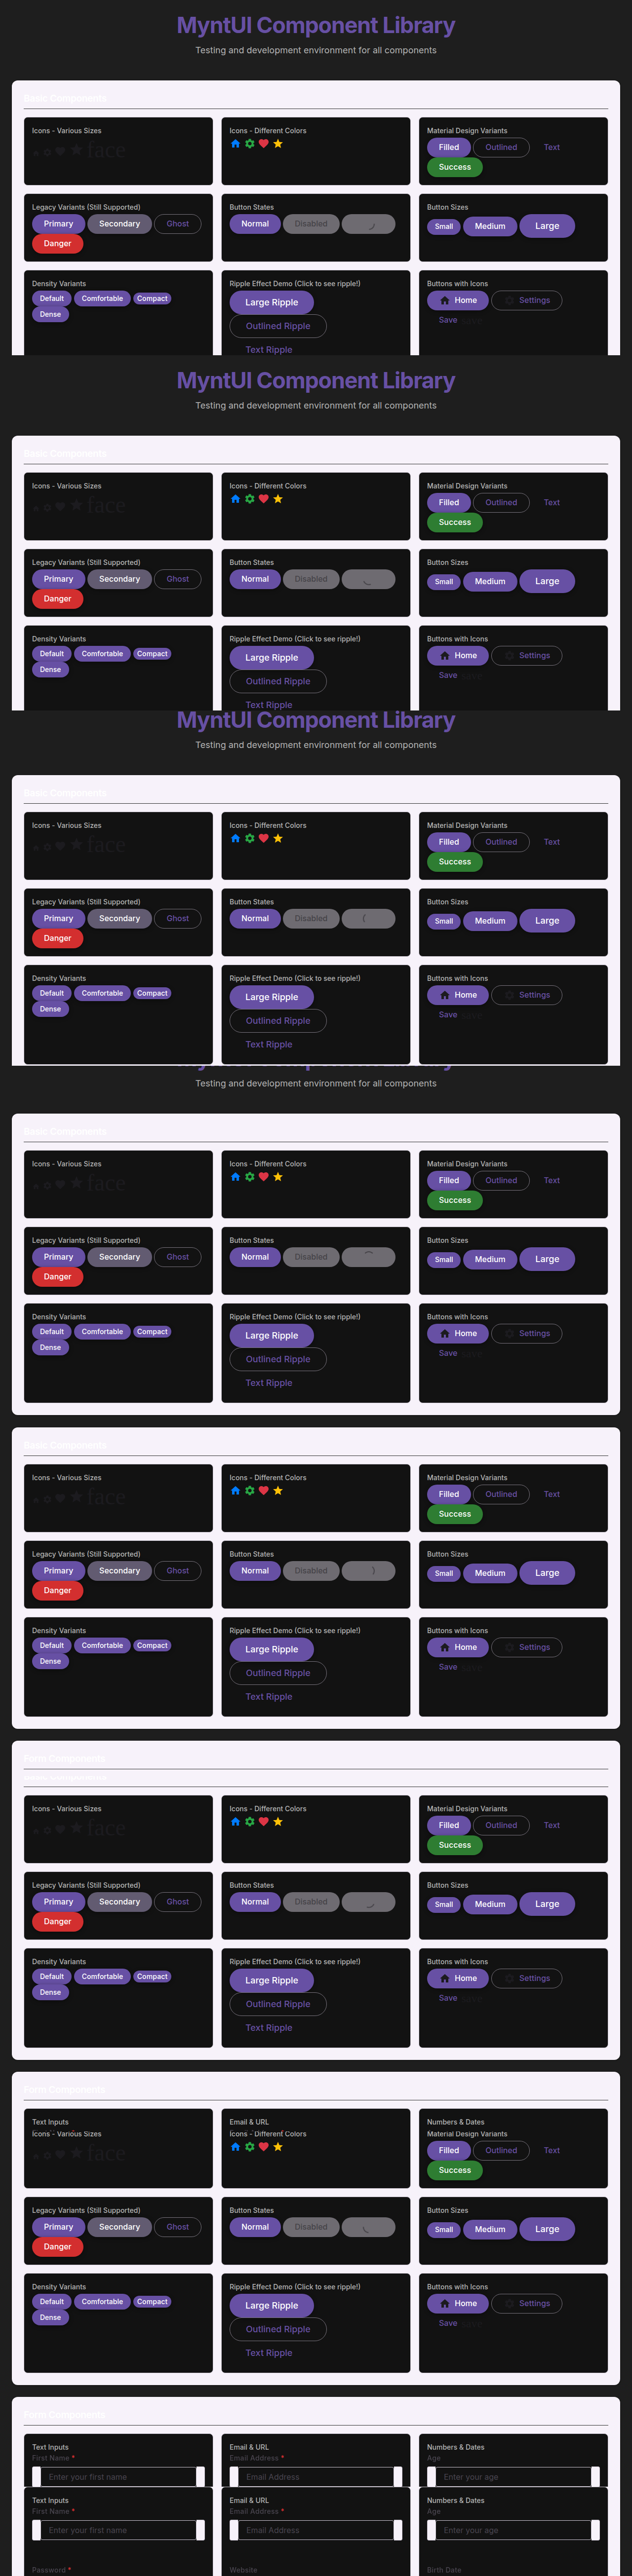 MyntUI Component Library
Testing and development environment for all components
Basic Components
Icons - Various Sizes
face
Icons - Different Colors
Material Design Variants
Filled Outlined Text
Success
Legacy Variants (Still Supported)
Primary Secondary Ghost
Danger
Button States
Normal Disabled
Button Sizes
Small Medium Large
Density Variants
Default Comfortable Compact
Dense
Ripple Effect Demo (Click to see ripple!)
Large Ripple
Outlined Ripple
Text Ripple
Buttons with Icons
Home Settings
Save
MyntUI Component Library
Testing and development environment for all components
Basic Components
Icons - Various Sizes
face
Icons - Different Colors
Material Design Variants
Filled Outlined Text
Success
Legacy Variants (Still Supported)
Primary Secondary Ghost
Danger
Button States
Normal Disabled
Button Sizes
Small Medium Large
Density Variants
Default Comfortable Compact
Dense
Ripple Effect Demo (Click to see ripple!)
Large Ripple
Outlined Ripple
Text Ripple
Buttons with Icons
Home Settings
Save
MyntUI Component Library
Testing and development environment for all components
Basic Components
Icons - Various Sizes
face
Icons - Different Colors
Material Design Variants
Filled Outlined Text
Success
Legacy Variants (Still Supported)
Primary Secondary Ghost
Danger
Button States
Normal Disabled
Button Sizes
Small Medium Large
Density Variants
Default Comfortable Compact
Dense
Ripple Effect Demo (Click to see ripple!)
Large Ripple
Outlined Ripple
Text Ripple
Buttons with Icons
Home Settings
Save
Testing and development environment for all components
Basic Components
Icons - Various Sizes
face
Icons - Different Colors
Material Design Variants
Filled Outlined Text
Success
Legacy Variants (Still Supported)
Primary Secondary Ghost
Danger
Button States
Normal Disabled
Button Sizes
Small Medium Large
Density Variants
Default Comfortable Compact
Dense
Ripple Effect Demo (Click to see ripple!)
Large Ripple
Outlined Ripple
Text Ripple
Buttons with Icons
Home Settings
Save
Basic Components
Icons - Various Sizes
face
Icons - Different Colors
Material Design Variants
Filled Outlined Text
Success
Legacy Variants (Still Supported)
Primary Secondary Ghost
Danger
Button States
Normal Disabled
Button Sizes
Small Medium Large
Density Variants
Default Comfortable Compact
Dense
Ripple Effect Demo (Click to see ripple!)
Large Ripple
Outlined Ripple
Text Ripple
Buttons with Icons
Home Settings
Save
Form Components
Icons - Various Sizes
face
Icons - Different Colors
Material Design Variants
Filled Outlined Text
Success
Legacy Variants (Still Supported)
Primary Secondary Ghost
Danger
Button States
Normal Disabled
Button Sizes
Small Medium Large
Density Variants
Default Comfortable Compact
Dense
Ripple Effect Demo (Click to see ripple!)
Large Ripple
Outlined Ripple
Text Ripple
Buttons with Icons
Home Settings
Save
Form Components
Text Inputs
Icons - Various Sizes
face
Email & URL
Icons - Different Colors
Numbers & Dates
Material Design Variants
Filled Outlined Text
Success
Legacy Variants (Still Supported)
Primary Secondary Ghost
Danger
Button States
Normal Disabled
Button Sizes
Small Medium Large
Density Variants
Default Comfortable Compact
Dense
Ripple Effect Demo (Click to see ripple!)
Large Ripple
Outlined Ripple
Text Ripple
Buttons with Icons
Home Settings
Save
Form Components
Text Inputs
First Name *
Enter your first name
Email & URL
Email Address *
Email Address
Numbers & Dates
Age
Enter your age
Text Inputs
First Name *
Enter your first name
Email & URL
Email Address *
Email Address
Numbers & Dates
Age
Enter your age
Password *
Website
Birth Date